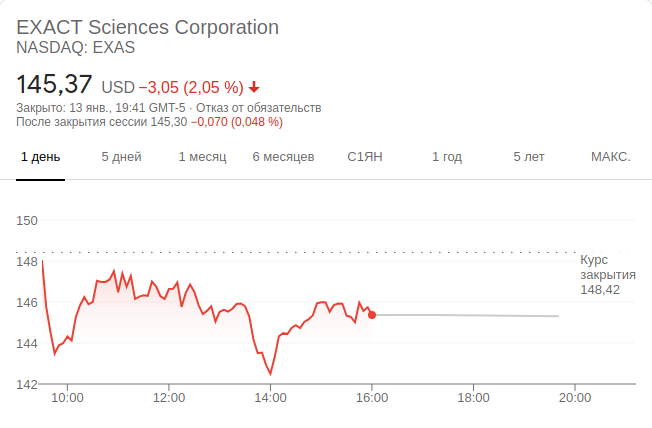 EXACT Sciences Corporation
NASDAQ: EXAS
145,37 USD −3,05 (2,05 %)
Закрыто: 13 янв., 19:41 GMT-5 · Отказ от обязательств
После закрытия сессии 145,30 −0,070 (0,048 %)
1 день 5 дней 1 месяц 6 месяцев С1ЯН 1 год 5 лет МАКС.
150
148
146
144
142
Курс
закрытия
148,42
10:00 12:00 14:00 16:00 18:00 20:00